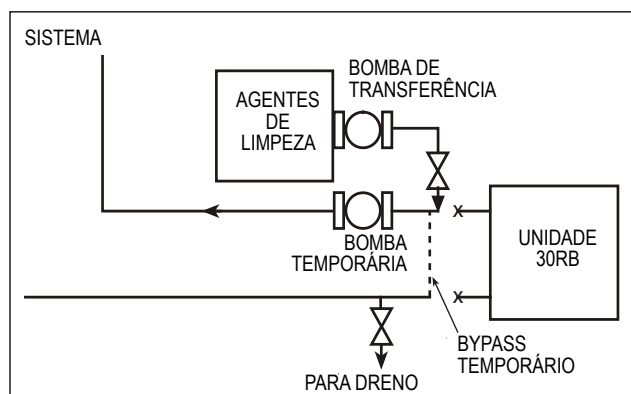 SISTEMA
BOMBA DE
TRANSFERÊNCIA
AGENTES
DE
LIMPEZA
BOMBA
TEMPORÁRIA
X
X
UNIDADE
30RB
BYPASS
TEMPORÁRIO
PARA DRENO